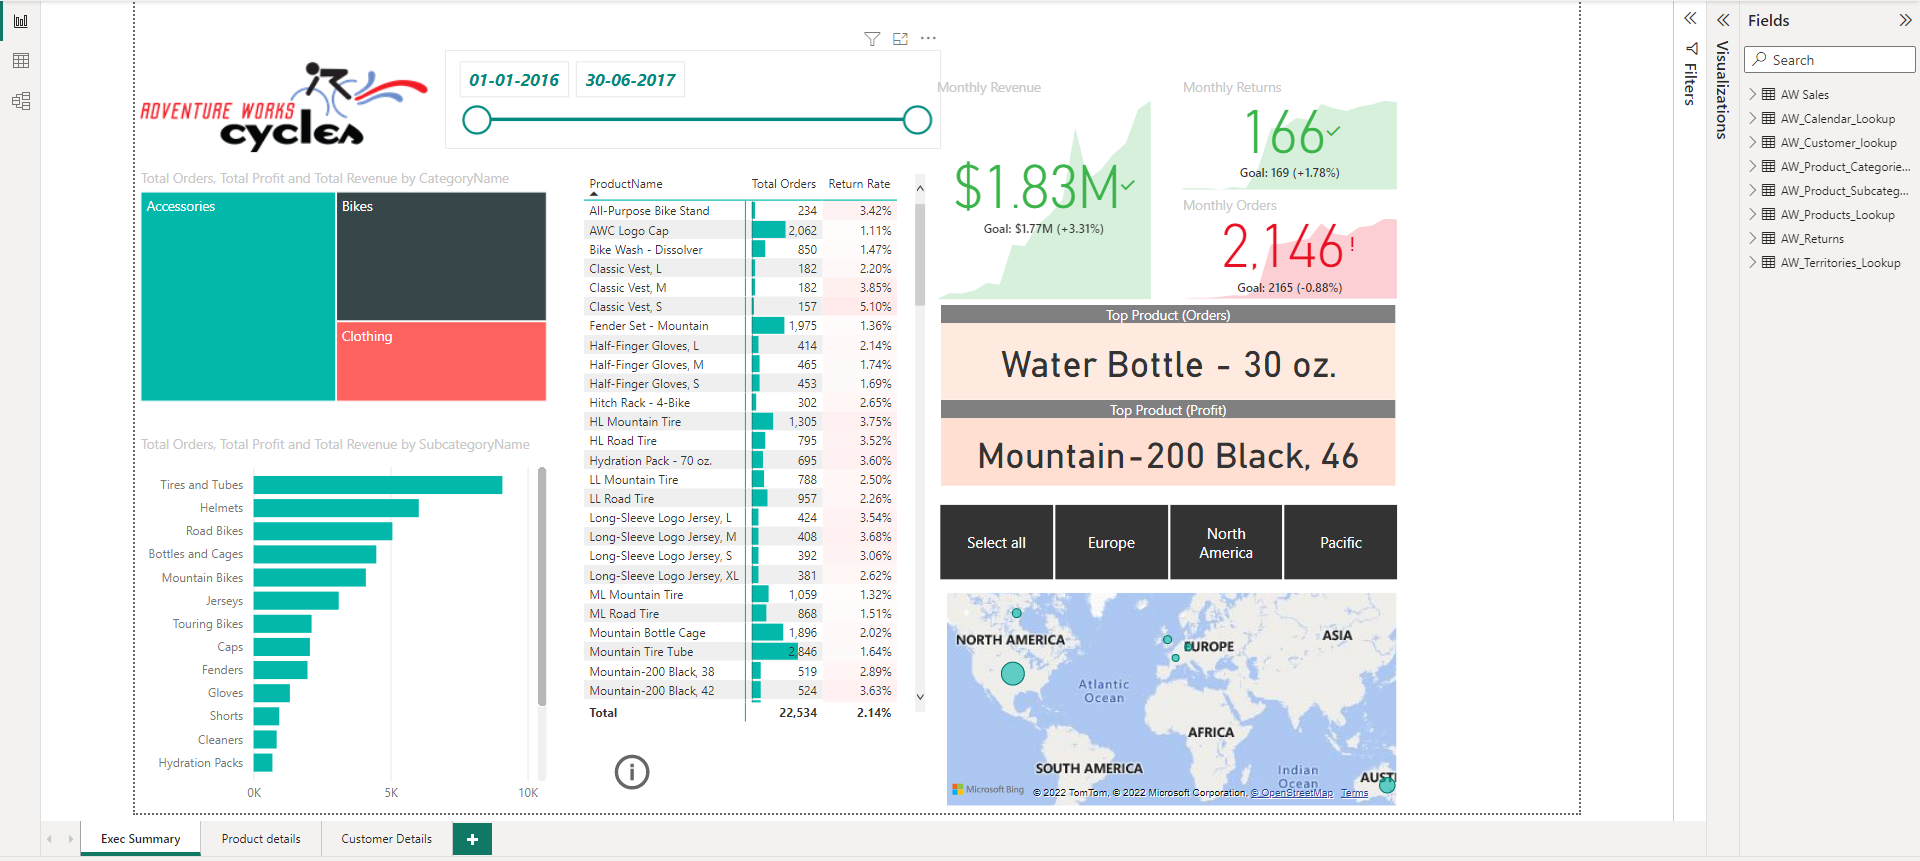 Fields
Search
AW Sales
AW_Calendar_Lookup
AW_Customer_lookup
AW_Product_Categorie...
AW_Product_Subcateg...
AW_Products_Lookup
AW_Returns
AW_Territories_Lookup
Visualizations
Filters
ADVENTURE WORKS
cycles
01-01-2016 30-06-2017
Total Orders, Total Profit and Total Revenue by CategoryName
Accessories
Bikes
Clothing
Total Orders, Total Profit and Total Revenue by SubcategoryName
Tires and Tubes
Helmets
Road Bikes
Bottles and Cages
Mountain Bikes
Jerseys
Touring Bikes
Caps
Fenders
Gloves
Shorts
Cleaners
Hydration Packs
0K 5K 10K
ProductName Total Orders Return Rate
All-Purpose Bike Stand 234 3.42%
AWC Logo Cap 2,062 1.11%
Bike Wash - Dissolver 850 1.47%
Classic Vest, L 182 2.20%
Classic Vest, M 182 3.85%
Classic Vest, S 157 5.10%
Fender Set - Mountain 1,975 1.36%
Half-Finger Gloves, L 414 2.14%
Half-Finger Gloves, M 465 1.74%
Half-Finger Gloves, S 453 1.69%
Hitch Rack - 4-Bike 302 2.65%
HL Mountain Tire 1,305 3.75%
HL Road Tire 795 3.52%
Hydration Pack - 70 oz. 695 3.60%
LL Mountain Tire 788 2.50%
LL Road Tire 957 2.26%
Long-Sleeve Logo Jersey, L 424 3.54%
Long-Sleeve Logo Jersey, M 408 3.68%
Long-Sleeve Logo Jersey, S 392 3.06%
Long-Sleeve Logo Jersey, XL 381 2.62%
ML Mountain Tire 1,059 1.32%
ML Road Tire 868 1.51%
Mountain Bottle Cage 1,896 2.02%
Mountain Tire Tube 2,846 1.64%
Mountain-200 Black, 38 519 2.89%
Mountain-200 Black, 42 524 3.63%
Total 22,534 2.14%
Monthly Revenue
$1.83M
Goal: $1.77M (+3.31%)
Monthly Returns
166
Goal: 169 (+1.78%)
Monthly Orders
2,146!
Goal: 2165 (-0.88%)
Top Product (Orders)
Water Bottle - 30 oz.
Top Product (Profit)
Mountain-200 Black, 46
Select all
Europe
North
America
Pacific
NORTH AMERICA
EUROPE
ASIA
Atlantic
Ocean
AFRICA
SOUTH AMERICA
Indian
Ocean
AUST
Microsoft Bing
© 2022 TomTom, © 2022 Microsoft Corporation, © OpenStreetMap Terms
Exec Summary
Product details
Customer Details